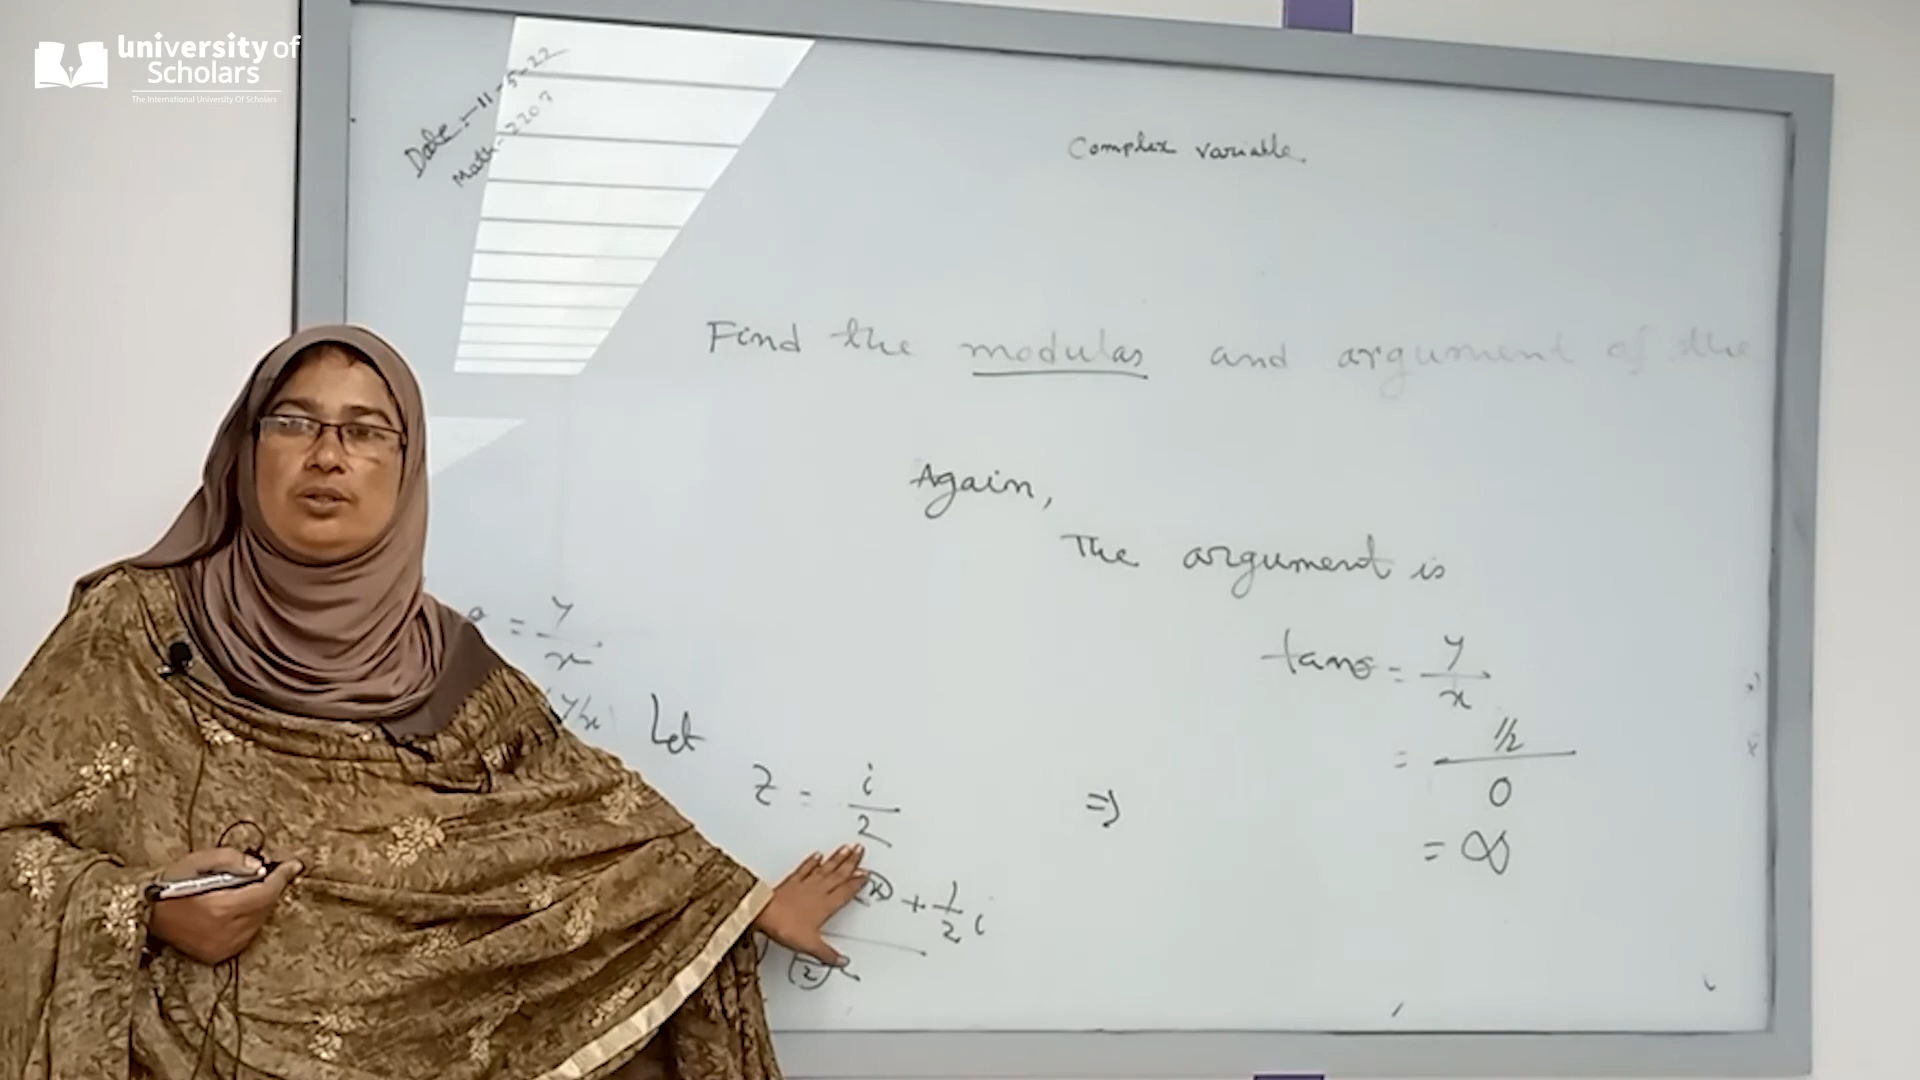 University of
Scholars
The International University Of Scholars
Date:-11-5-22
Math-2203
Complex variable.
Find the modulas and argument of the
Again,
The argument is
= y/x
tanθ = y/x
y/x) Let
= 1/2 / 0
z = i/2
=>
= ∞
+ 1/2 i